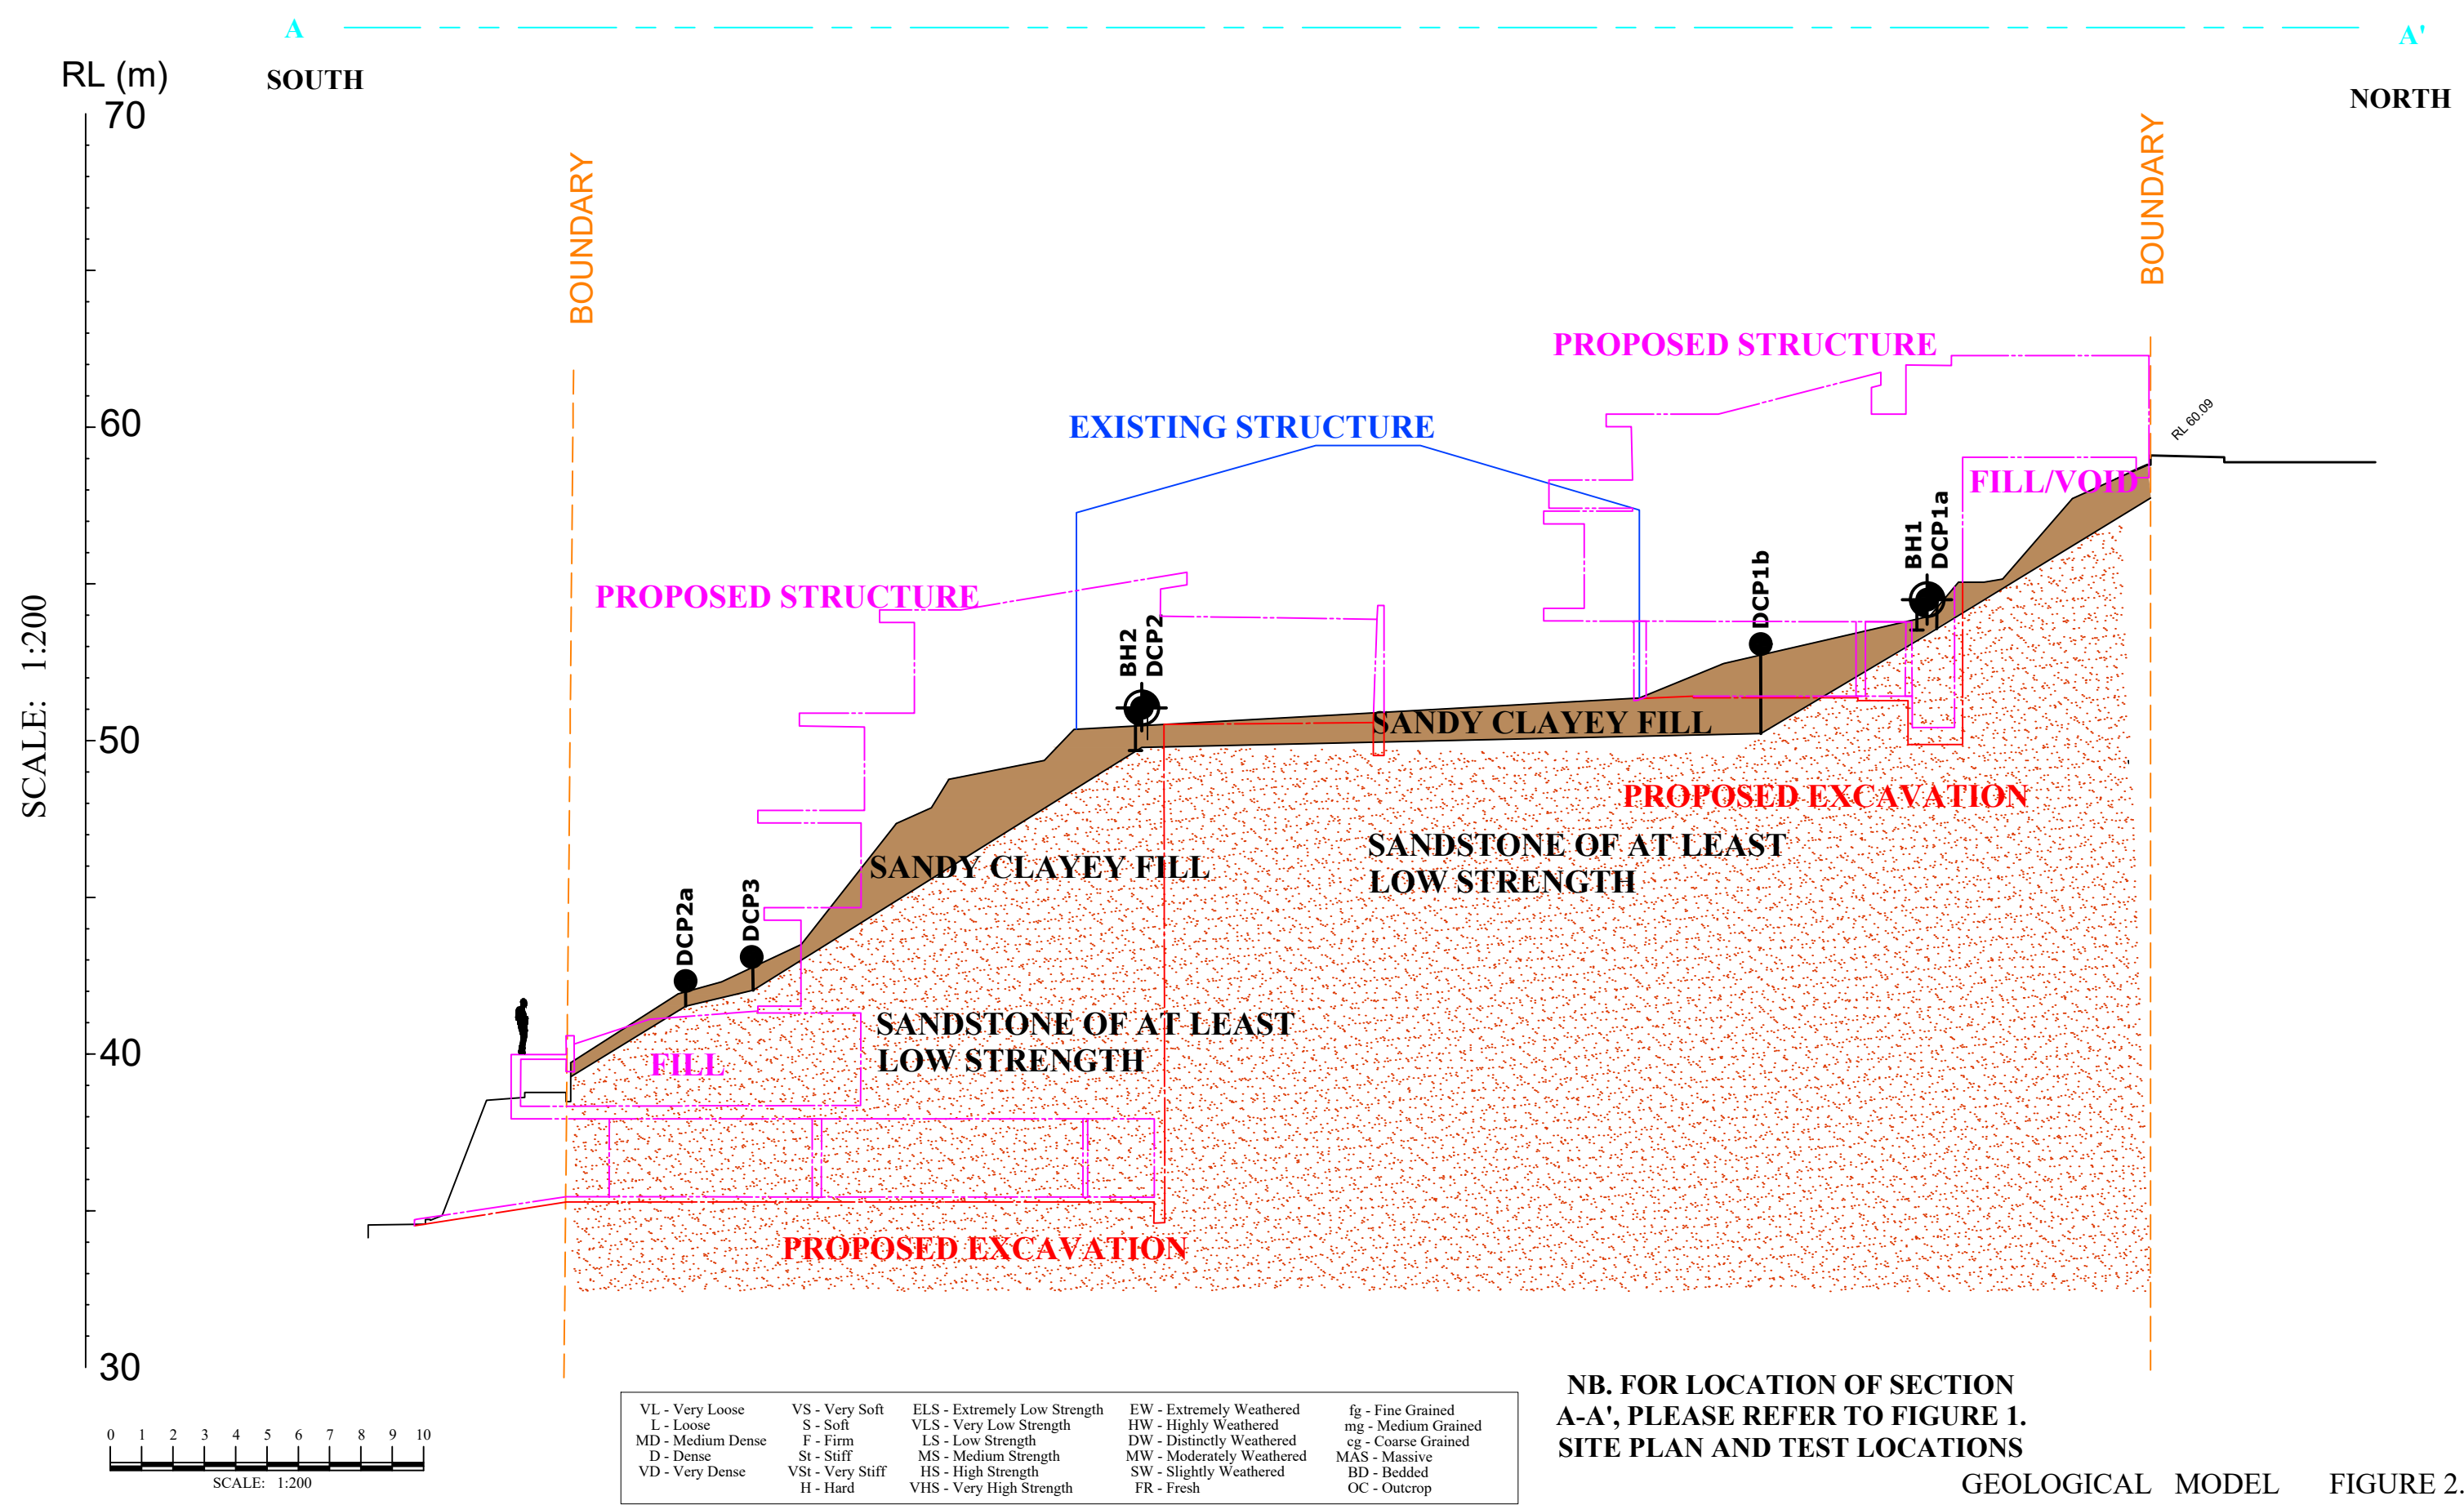 A
A'
RL (m)
SOUTH
NORTH
70
BOUNDARY
BOUNDARY
PROPOSED STRUCTURE
60
EXISTING STRUCTURE
RL 60.09
FILL/VOID
BH1
DCP1a
DCP1b
PROPOSED STRUCTURE
BH2
DCP2
SCALE: 1:200
50
SANDY CLAYEY FILL
PROPOSED EXCAVATION
SANDSTONE OF AT LEAST
LOW STRENGTH
SANDY CLAYEY FILL
DCP2a
DCP3
SANDSTONE OF AT LEAST
LOW STRENGTH
40
FILL
PROPOSED EXCAVATION
30
NB. FOR LOCATION OF SECTION
A-A', PLEASE REFER TO FIGURE 1.
SITE PLAN AND TEST LOCATIONS
0 1 2 3 4 5 6 7 8 9 10
SCALE: 1:200
VL - Very Loose
L - Loose
MD - Medium Dense
D - Dense
VD - Very Dense
VS - Very Soft
S - Soft
F - Firm
St - Stiff
VSt - Very Stiff
H - Hard
ELS - Extremely Low Strength
VLS - Very Low Strength
LS - Low Strength
MS - Medium Strength
HS - High Strength
VHS - Very High Strength
EW - Extremely Weathered
HW - Highly Weathered
DW - Distinctly Weathered
MW - Moderately Weathered
SW - Slightly Weathered
FR - Fresh
fg - Fine Grained
mg - Medium Grained
cg - Coarse Grained
MAS - Massive
BD - Bedded
OC - Outcrop
GEOLOGICAL MODEL FIGURE 2.